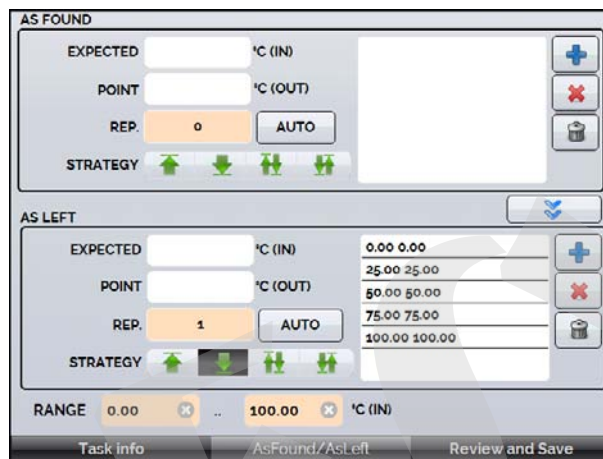 AS FOUND
EXPECTED °C (IN)
POINT °C (OUT)
REP. 0 AUTO
STRATEGY
AS LEFT
EXPECTED °C (IN)
POINT °C (OUT)
REP. 1 AUTO
STRATEGY
0.00 0.00
25.00 25.00
50.00 50.00
75.00 75.00
100.00 100.00
RANGE 0.00 .. 100.00 °C (IN)
Task info AsFound/AsLeft Review and Save